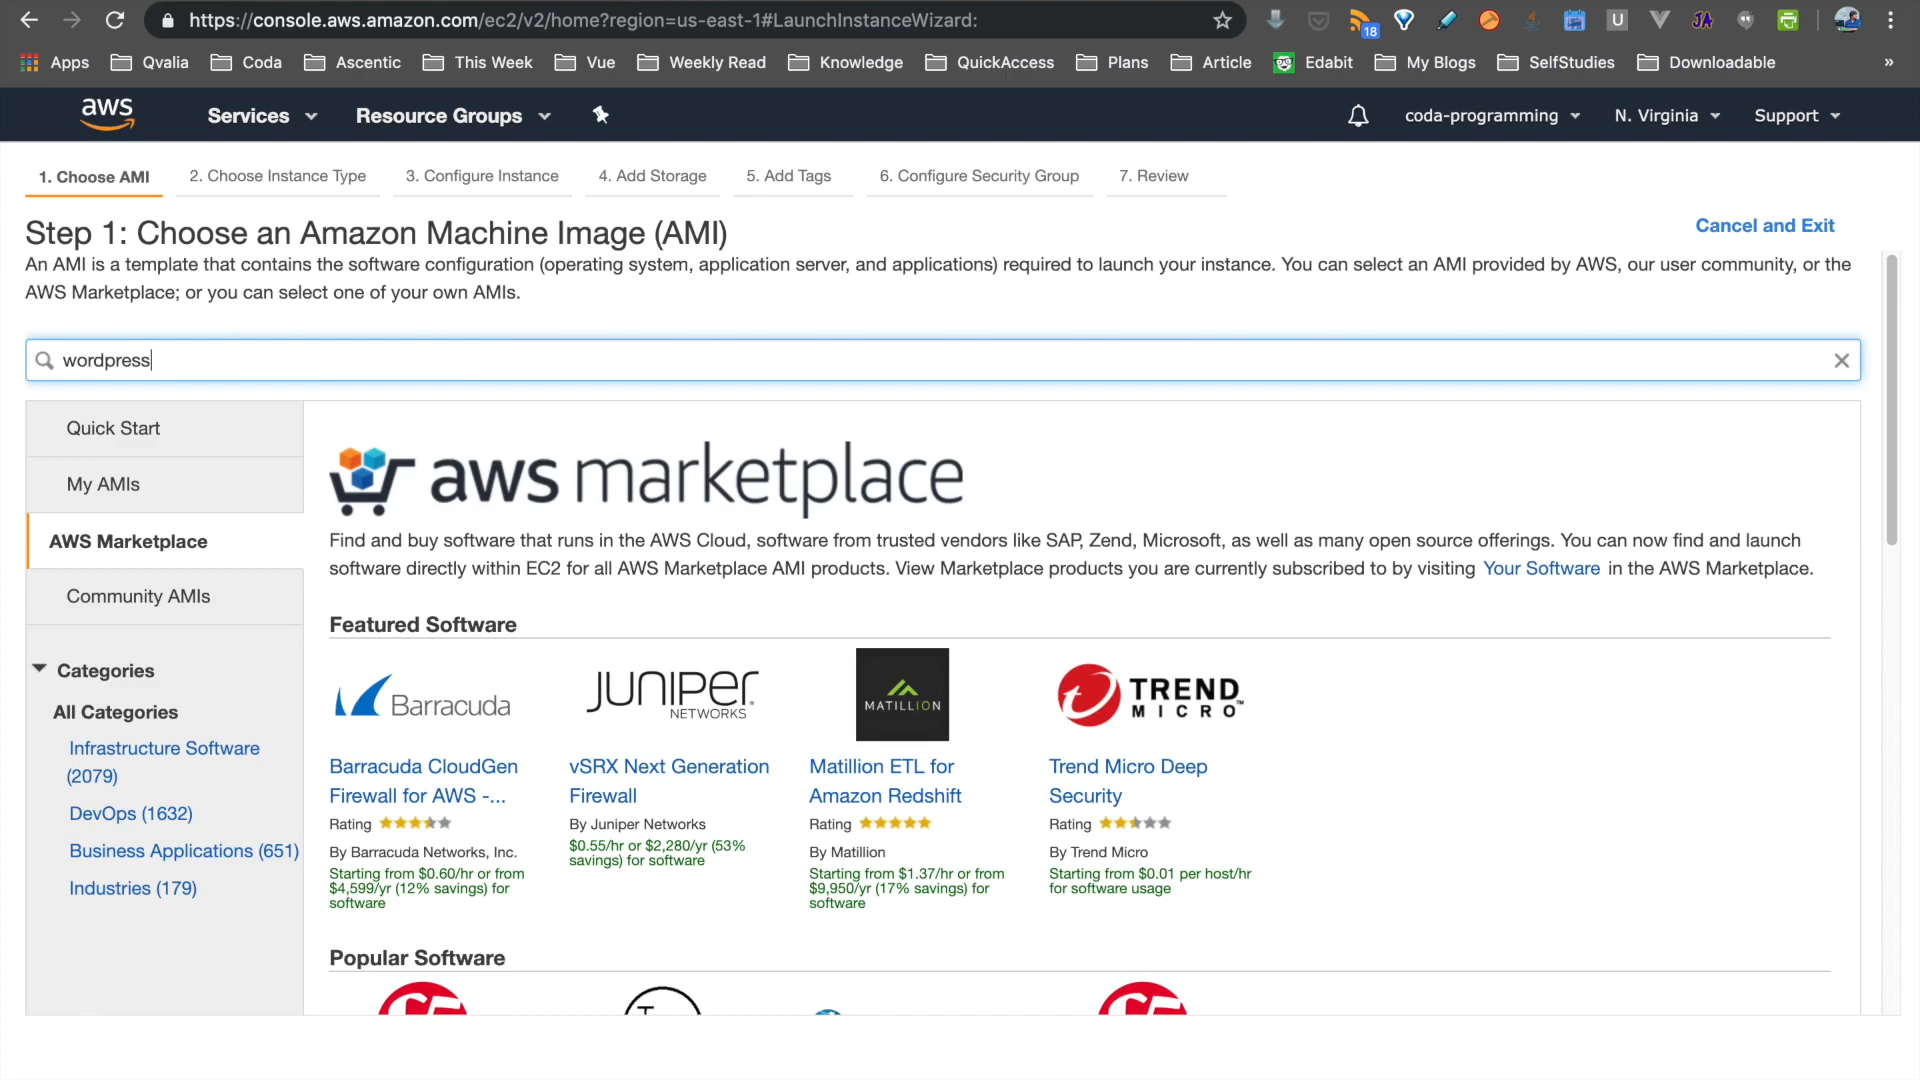 https://console.aws.amazon.com/ec2/v2/home?region=us-east-1#LaunchInstanceWizard:
18
U
JA
Apps Qvalia Coda Ascentic This Week Vue Weekly Read Knowledge QuickAccess Plans Article Edabit My Blogs SelfStudies Downloadable »
aws Services Resource Groups coda-programming N. Virginia Support
1. Choose AMI 2. Choose Instance Type 3. Configure Instance 4. Add Storage 5. Add Tags 6. Configure Security Group 7. Review
Step 1: Choose an Amazon Machine Image (AMI)
Cancel and Exit
An AMI is a template that contains the software configuration (operating system, application server, and applications) required to launch your instance. You can select an AMI provided by AWS, our user community, or the
AWS Marketplace; or you can select one of your own AMIs.
wordpress
Quick Start
My AMIs
AWS Marketplace
Community AMIs
Categories
All Categories
Infrastructure Software
(2079)
DevOps (1632)
Business Applications (651)
Industries (179)
aws marketplace
Find and buy software that runs in the AWS Cloud, software from trusted vendors like SAP, Zend, Microsoft, as well as many open source offerings. You can now find and launch
software directly within EC2 for all AWS Marketplace AMI products. View Marketplace products you are currently subscribed to by visiting Your Software in the AWS Marketplace.
Featured Software
Barracuda
Barracuda CloudGen
Firewall for AWS -...
Rating
By Barracuda Networks, Inc.
Starting from $0.60/hr or from
$4,599/yr (12% savings) for
software
JUNIPER
NETWORKS
vSRX Next Generation
Firewall
By Juniper Networks
$0.55/hr or $2,280/yr (53%
savings) for software
MATILLION
Matillion ETL for
Amazon Redshift
Rating
By Matillion
Starting from $1.37/hr or from
$9,950/yr (17% savings) for
software
TREND
MICRO™
Trend Micro Deep
Security
Rating
By Trend Micro
Starting from $0.01 per host/hr
for software usage
Popular Software